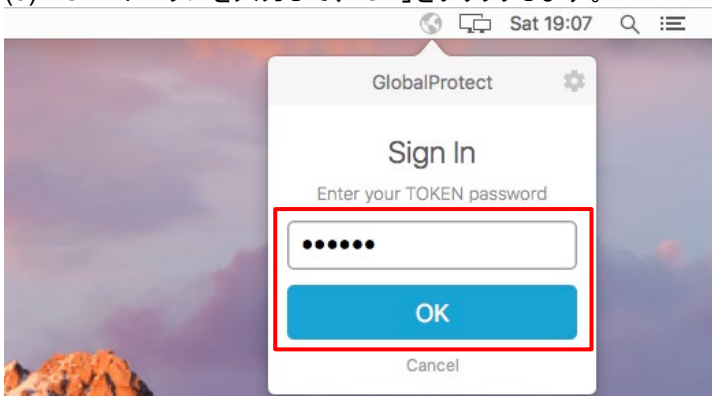 Sat 19:07
GlobalProtect
Sign In
Enter your TOKEN password
••••••
OK
Cancel